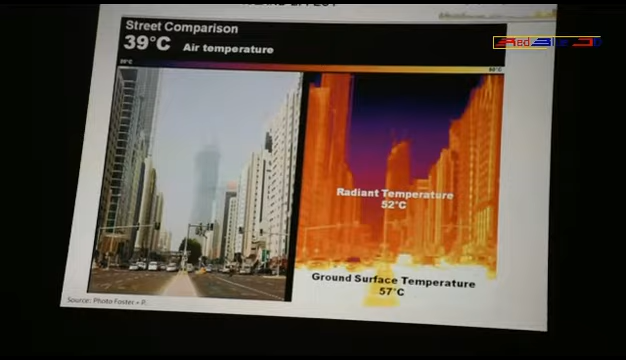 Street Comparison
39°C Air temperature
Radiant Temperature
52°C
Ground Surface Temperature
57°C
Source: Photo Foster + P.